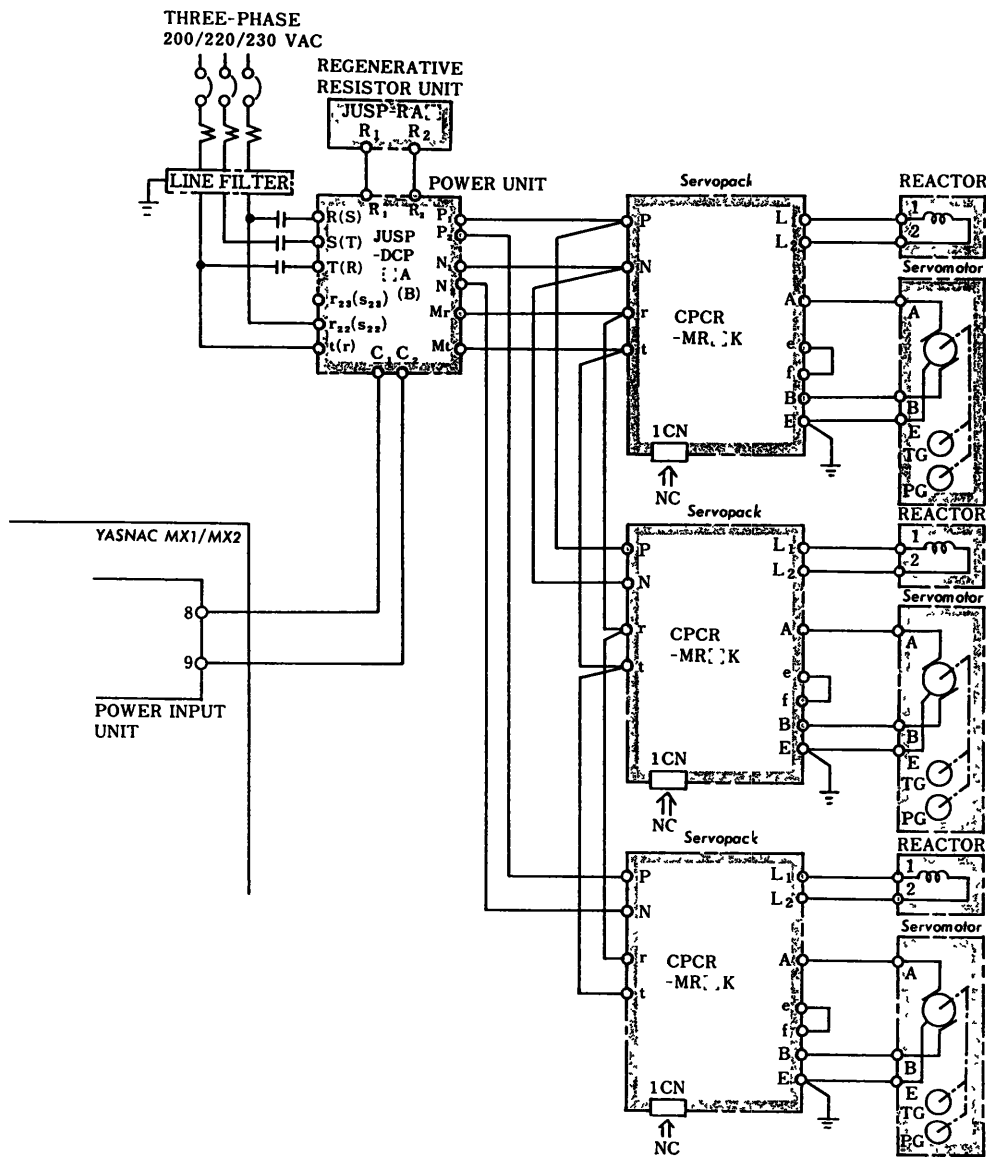 THREE-PHASE
200/220/230 VAC
REGENERATIVE
RESISTOR UNIT
JUSP-RA
R1 R2
LINE FILTER
POWER UNIT
R1 R2
R(S)
S(T)
T(R)
r23(s23)
r22(s22)
t(r)
JUSP
-DCP
A
(B)
P1
P2
N
N
Mr
Mt
C1 C2
YASNAC MX1/MX2
8
9
POWER INPUT
UNIT
Servopack
P
N
r
t
CPCR
-MR K
L
L2
A
e
f
B
E
1CN
NC
REACTOR
1
2
Servomotor
A
B
E
TG
PG
Servopack
P
N
r
t
CPCR
-MR K
L1
L2
A
e
f
B
E
1CN
NC
REACTOR
1
2
Servomotor
A
B
E
TG
PG
Servopack
P
N
r
t
CPCR
-MR K
L1
L2
A
e
f
B
E
1CN
NC
REACTOR
1
2
Servomotor
A
B
E
TG
PG